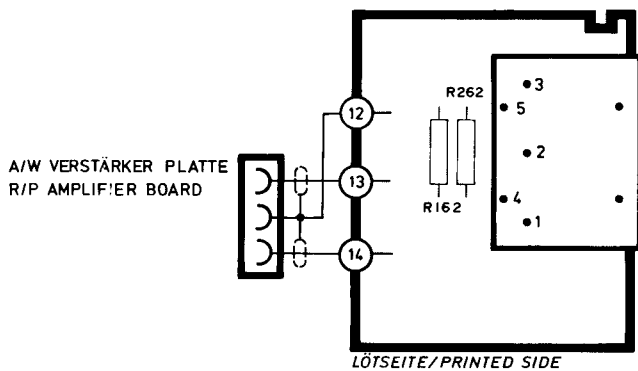 A/W VERSTÄRKER PLATTE
R/P AMPLIFIER BOARD
12
13
14
R262
R162
3
5
2
4
1
LÖTSEITE/PRINTED SIDE